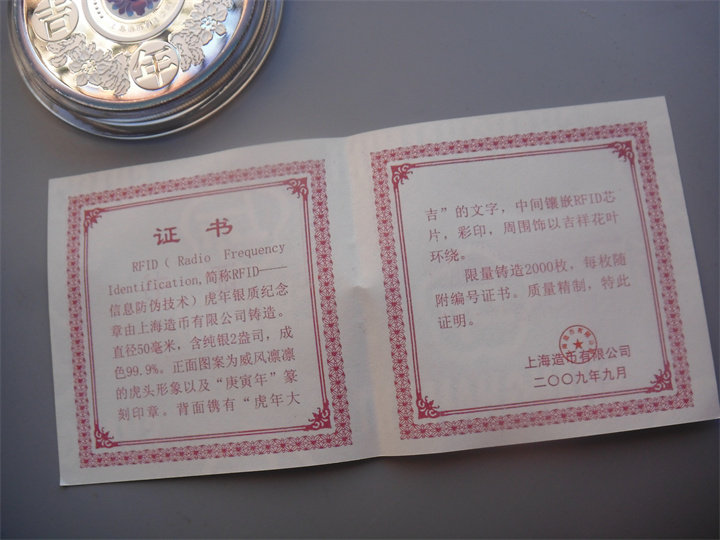 吉
年
证书
RFID（Radio Frequency
Identification,简称RFID——
信息防伪技术）虎年银质纪念
章由上海造币有限公司铸造。
直径50毫米，含纯银2盎司，成
色99.9%。正面图案为威风凛凛
的虎头形象以及“庚寅年”篆
刻印章。背面镌有“虎年大
吉”的文字，中间镶嵌RFID芯
片，彩印，周围饰以吉祥花叶
环绕。
限量铸造2000枚，每枚随
附编号证书。质量精制，特此
证明。
上海造币有限公司
二〇〇九年九月